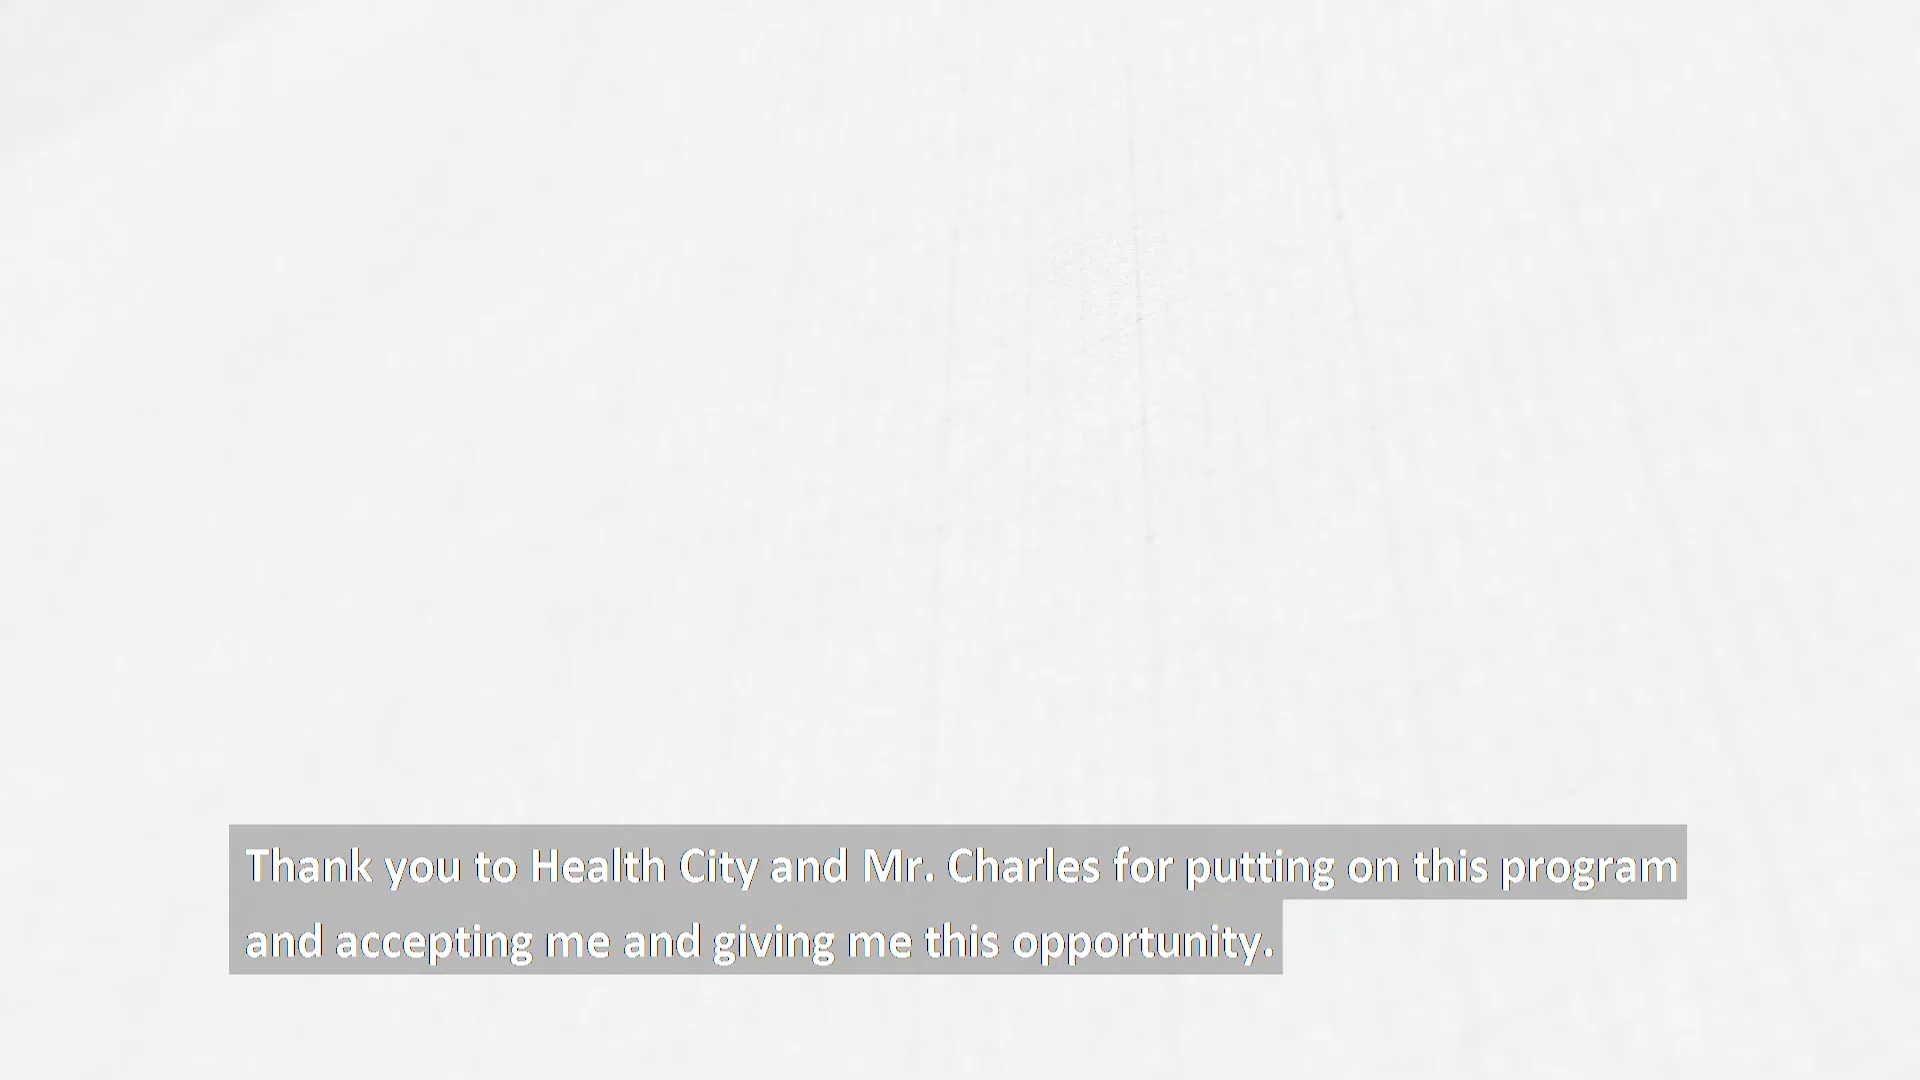 Thank you to Health City and Mr. Charles for putting on this program
and accepting me and giving me this opportunity.